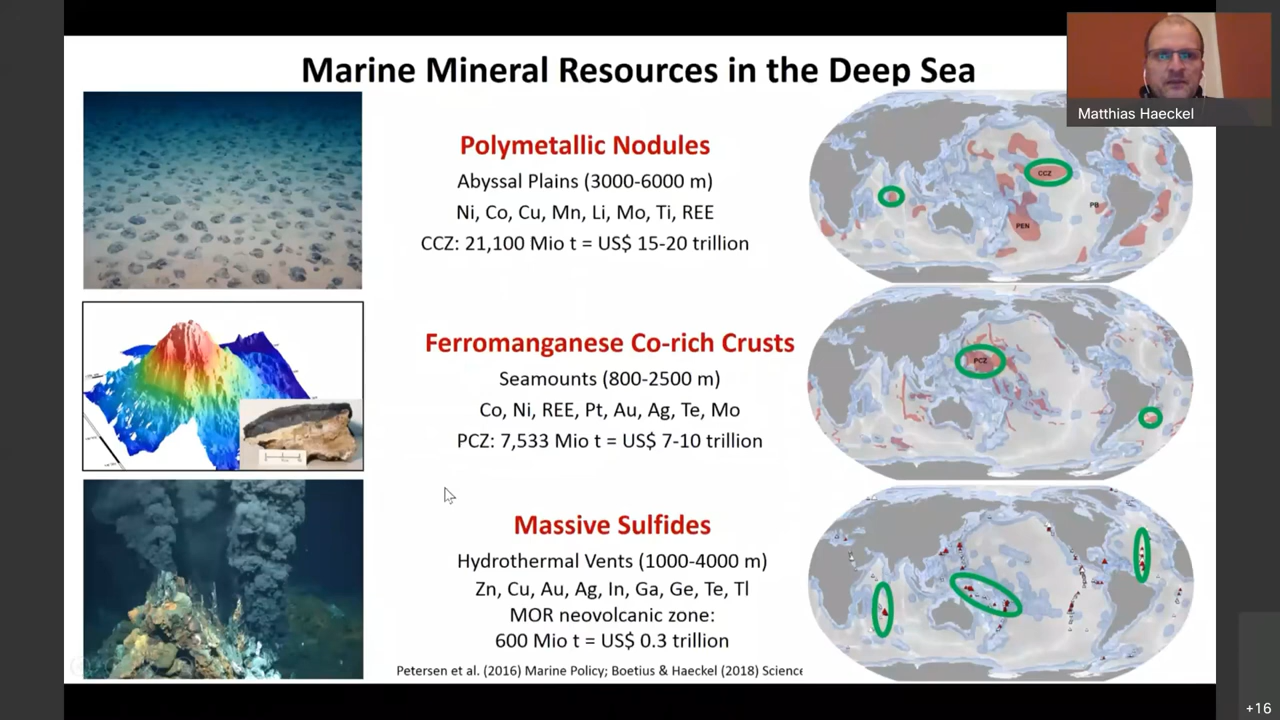 Marine Mineral Resources in the Deep Sea
Matthias Haeckel
Polymetallic Nodules
Abyssal Plains (3000-6000 m)
Ni, Co, Cu, Mn, Li, Mo, Ti, REE
CCZ: 21,100 Mio t = US$ 15-20 trillion
CCZ
PB
PEN
Ferromanganese Co-rich Crusts
Seamounts (800-2500 m)
Co, Ni, REE, Pt, Au, Ag, Te, Mo
PCZ: 7,533 Mio t = US$ 7-10 trillion
PCZ
Massive Sulfides
Hydrothermal Vents (1000-4000 m)
Zn, Cu, Au, Ag, In, Ga, Ge, Te, Tl
MOR neovolcanic zone:
600 Mio t = US$ 0.3 trillion
Petersen et al. (2016) Marine Policy; Boetius & Haeckel (2018) Science
+16